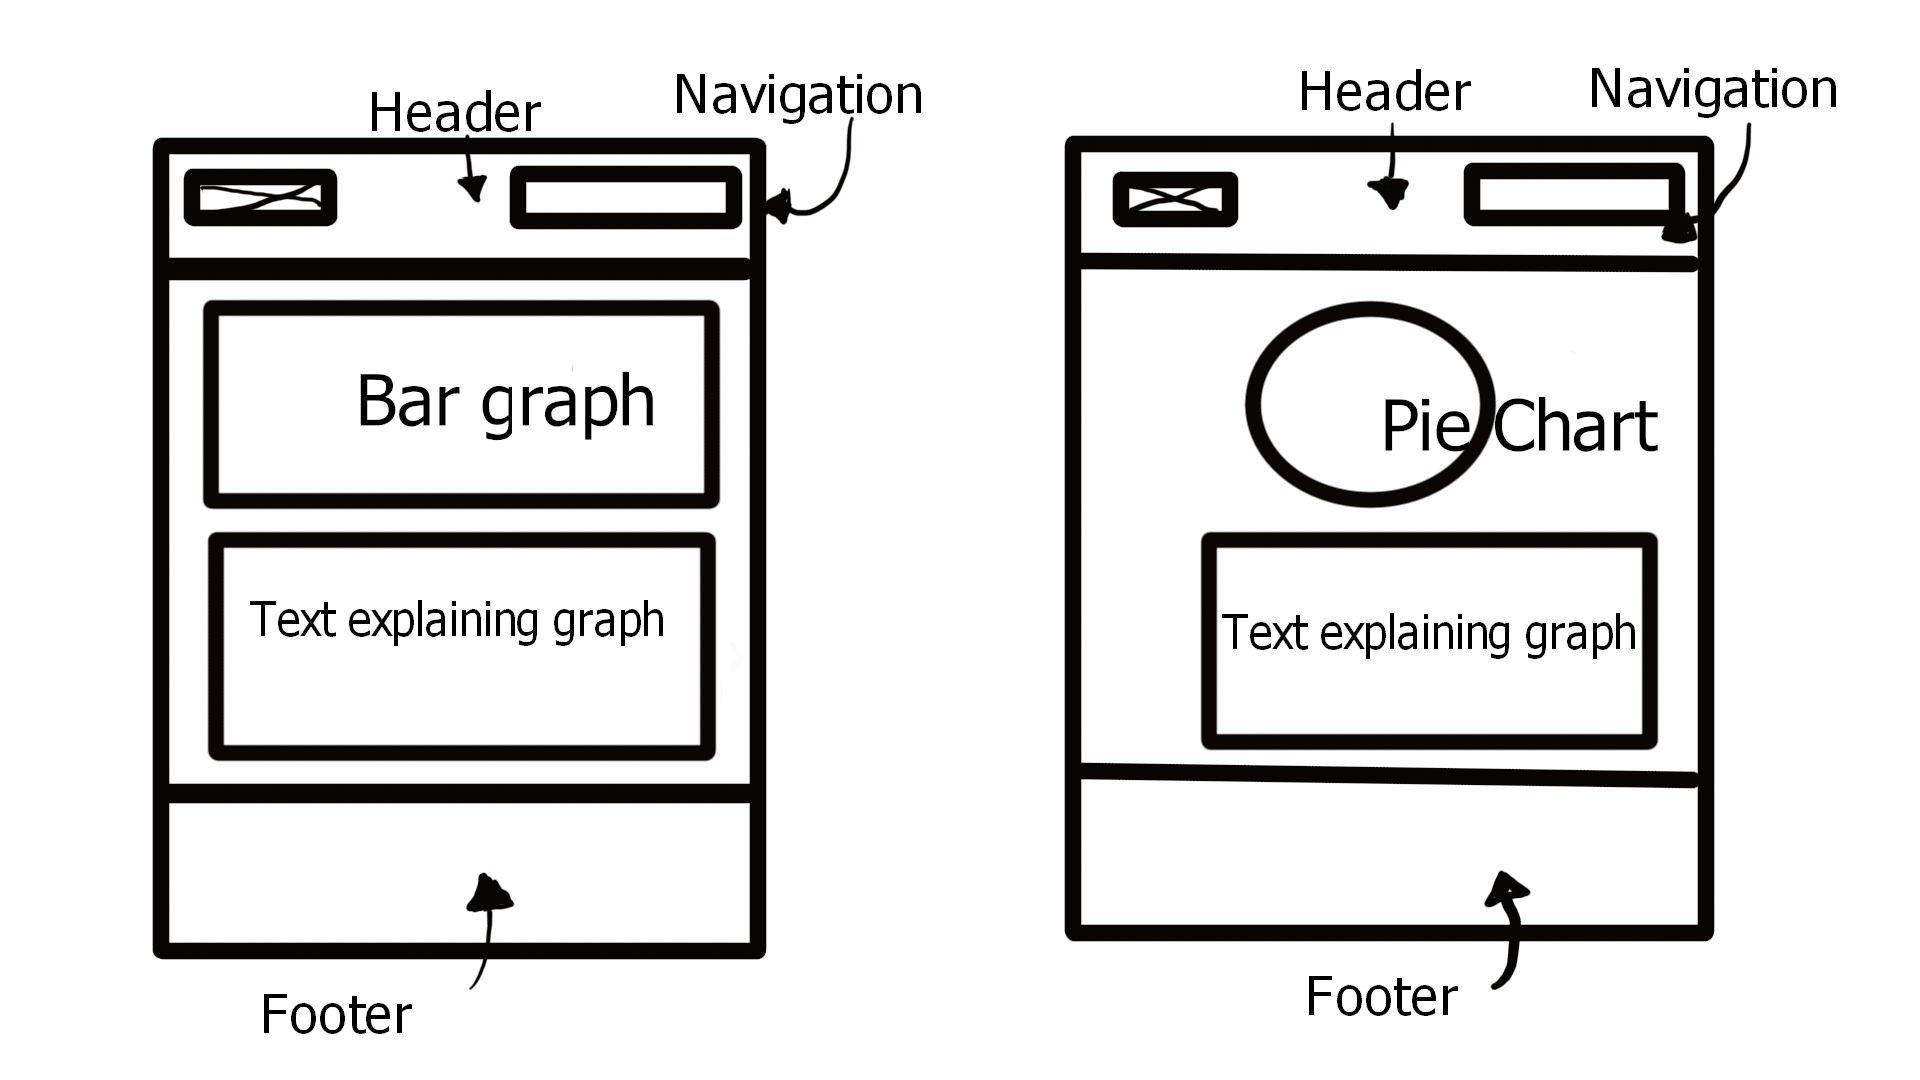 Header
Navigation
Bar graph
Text explaining graph
Footer
Header
Navigation
Pie Chart
Text explaining graph
Footer